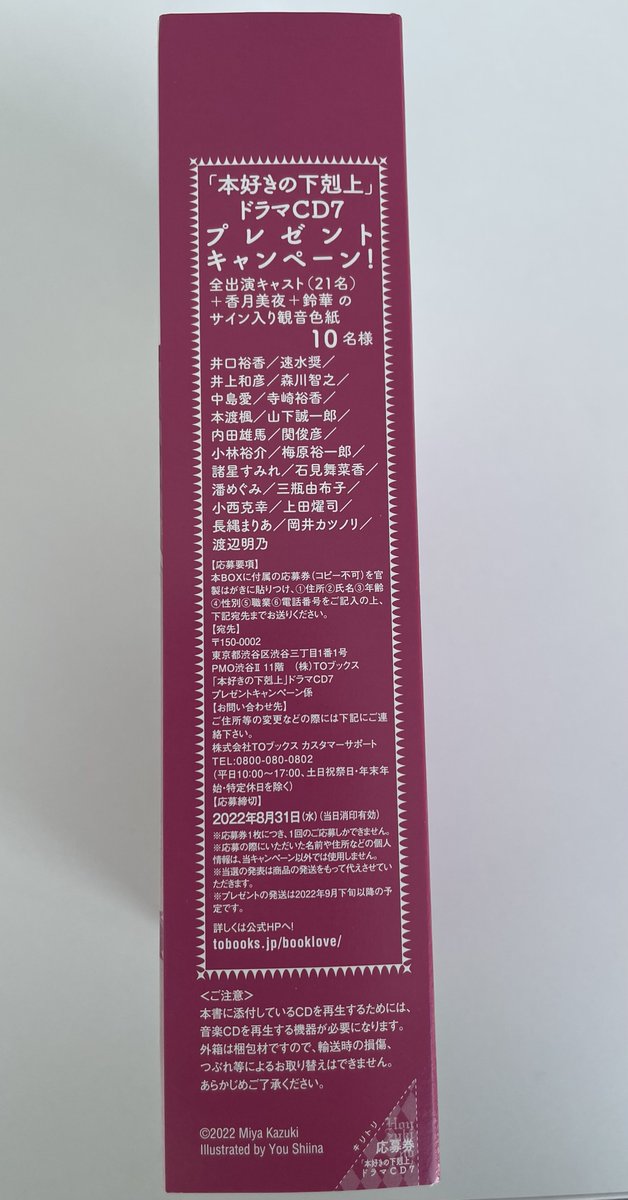 「本好きの下剋上」
ドラマCD7
プレゼント
キャンペーン!
全出演キャスト(21名)
+香月美夜+鈴華 の
サイン入り観音色紙
10名様
井口裕香/速水奨/
井上和彦/森川智之/
中島愛/寺崎裕香/
本渡楓/山下誠一郎/
内田雄馬/関俊彦/
小林裕介/梅原裕一郎/
諸星すみれ/石見舞菜香/
潘めぐみ/三瓶由布子/
小西克幸/上田燿司/
長縄まりあ/岡井カツノリ/
渡辺明乃
【応募要項】
本BOXに付属の応募券(コピー不可)を官
製はがきに貼りつけ、①住所②氏名③年齢
④性別⑤職業⑥電話番号をご記入の上、
下記宛先までお送りください。
【宛先】
〒150-0002
東京都渋谷区渋谷三丁目1番1号
PMO渋谷Ⅱ 11階 (株)TOブックス
「本好きの下剋上」ドラマCD7
プレゼントキャンペーン係
【お問い合わせ先】
ご住所等の変更などの際には下記にご連
絡下さい。
株式会社TOブックス カスタマーサポート
TEL:0800-080-0802
(平日10:00~17:00、土日祝祭日・年末年
始・特定休日を除く)
【応募締切】
2022年8月31日(水)(当日消印有効)
※応募券1枚につき、1回のご応募しかできません。
※応募の際にいただいた名前や住所などの個人
情報は、当キャンペーン以外では使用しません。
※当選の発表は商品の発送をもって代えさせてい
ただきます。
※プレゼントの発送は2022年9月下旬以降の予
定です。
詳しくは公式HPへ!
tobooks.jp/booklove/
<ご注意>
本書に添付しているCDを再生するためには、
音楽CDを再生する機器が必要になります。
外箱は梱包材ですので、輸送時の損傷、
つぶれ等によるお取り替えはできません。
あらかじめご了承ください。
©2022 Miya Kazuki
Illustrated by You Shiina
キリトリ
応募券
「本好きの下剋上」
ドラマCD7